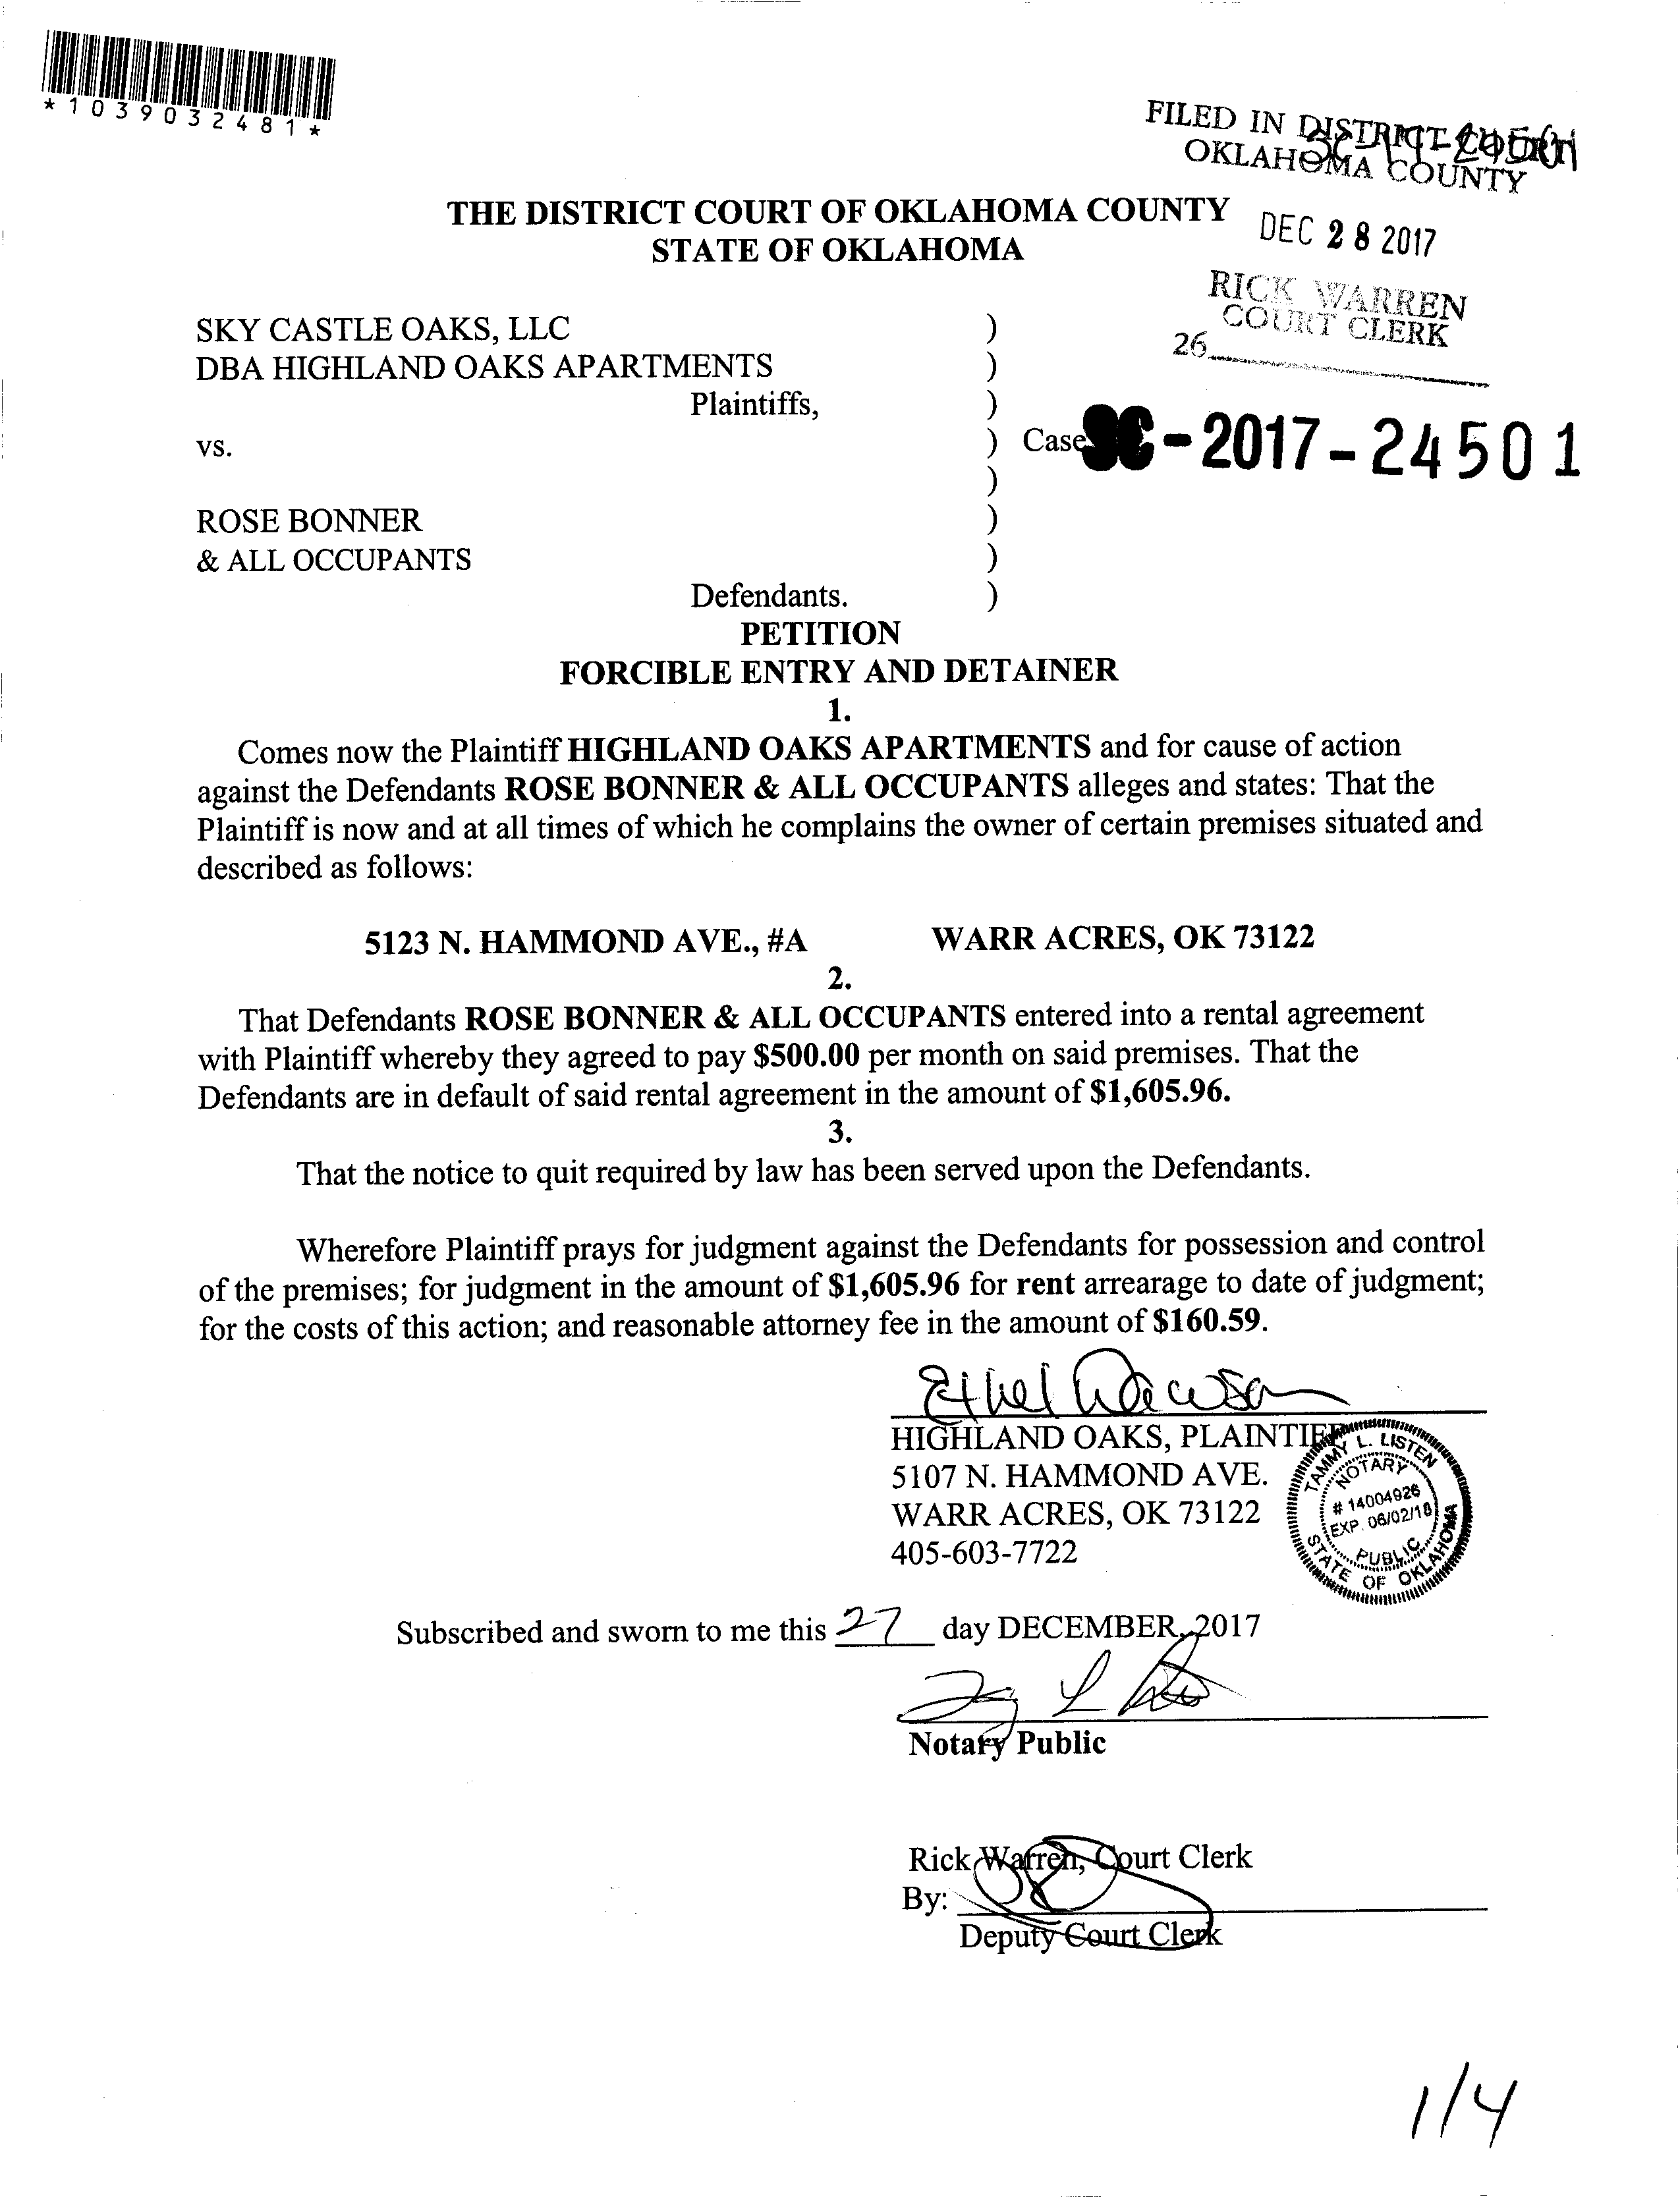 *1039032481*
FILED IN DISTRICT COURT
OKLAHOMA COUNTY
DEC 28 2017
RICK WARREN
COURT CLERK
26
THE DISTRICT COURT OF OKLAHOMA COUNTY
STATE OF OKLAHOMA
SKY CASTLE OAKS, LLC )
DBA HIGHLAND OAKS APARTMENTS )
Plaintiffs, )
vs. ) Case SC-2017-24501
)
ROSE BONNER )
& ALL OCCUPANTS )
Defendants. )
PETITION
FORCIBLE ENTRY AND DETAINER
1.
Comes now the Plaintiff HIGHLAND OAKS APARTMENTS and for cause of action
against the Defendants ROSE BONNER & ALL OCCUPANTS alleges and states: That the
Plaintiff is now and at all times of which he complains the owner of certain premises situated and
described as follows:
5123 N. HAMMOND AVE., #A WARR ACRES, OK 73122
2.
That Defendants ROSE BONNER & ALL OCCUPANTS entered into a rental agreement
with Plaintiff whereby they agreed to pay $500.00 per month on said premises. That the
Defendants are in default of said rental agreement in the amount of $1,605.96.
3.
That the notice to quit required by law has been served upon the Defendants.
Wherefore Plaintiff prays for judgment against the Defendants for possession and control
of the premises; for judgment in the amount of $1,605.96 for rent arrearage to date of judgment;
for the costs of this action; and reasonable attorney fee in the amount of $160.59.
Ethel Dawson
HIGHLAND OAKS, PLAINTIFF
5107 N. HAMMOND AVE.
WARR ACRES, OK 73122
405-603-7722
TAMMY L. LISTEN
NOTARY
# 14004926
EXP. 06/02/18
PUBLIC
STATE OF OKLAHOMA
Subscribed and sworn to me this 27 day DECEMBER, 2017
Notary Public
Rick Warren, Court Clerk
By:
Deputy Court Clerk
1/4